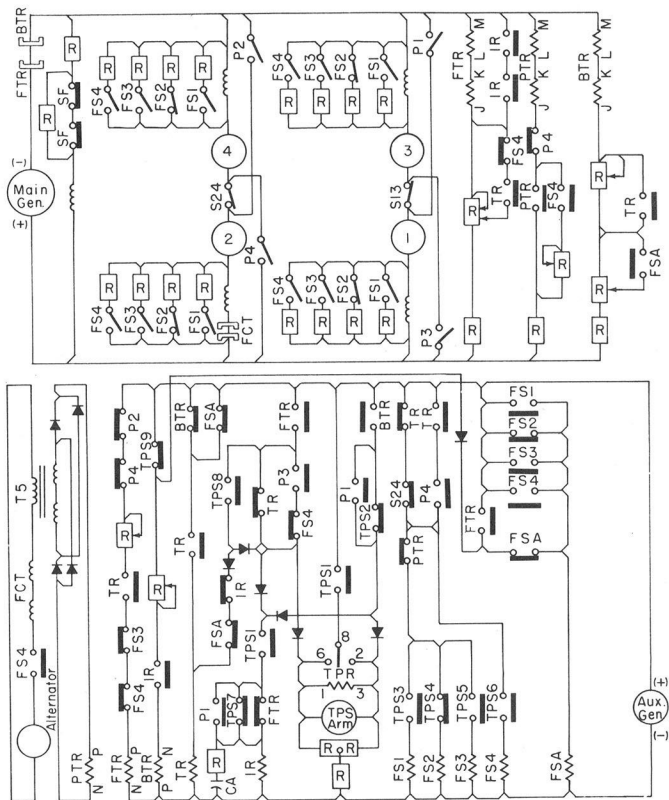 BTR
FTR
(-)
Main
Gen.
(+)
R
R
SF
SF
R
R
R
R
FS4
FS3
FS2
FS1
4
S24
2
R
R
R
R
FS4
FS3
FS2
FS1
FCT
P2
P4
FS4
FS3
FS2
FS1
R
R
R
R
3
S13
1
FS4
FS3
FS2
FS1
R
R
R
R
P1
P3
FTR
M
L
K
J
R
R
IR
IR
FS4
TR
PTR
M
L
K
J
P4
PTR
FS4
R
R
BTR
M
L
K
J
R
TR
FSA
R
R
T5
FCT
FS4
Alternator
PTR
P
N
P2
P4
R
TR
FS3
FS4
FTR
P
N
TPS9
R
IR
BTR
N
P
BTR
FSA
TR
TR
TPS8
TR
IR
FSA
TPS1
P1
TPS7
FTR
R
CA
IR
FTR
P3
FS4
TPS1
8
6
2
TPR
1
3
TPS
Arm
R
R
R
BTR
P1
TPS2
TR
TR
S24
P4
PTR
TPS3
TPS4
TPS5
TPS6
FS1
FS2
FS3
FS4
FSA
FTR
FS1
FS2
FS3
FS4
FSA
(+)
Aux.
Gen.
(-)